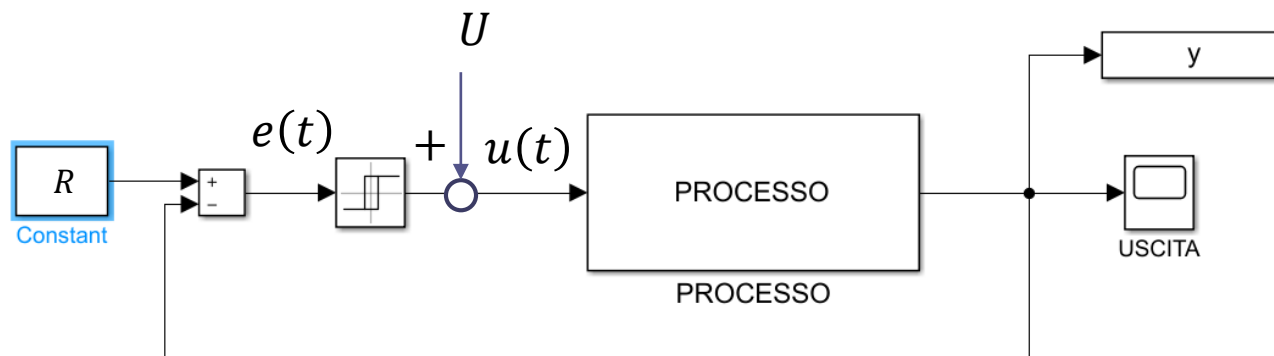 U
y
e(t)
+
u(t)
R
+
−
PROCESSO
Constant
USCITA
PROCESSO